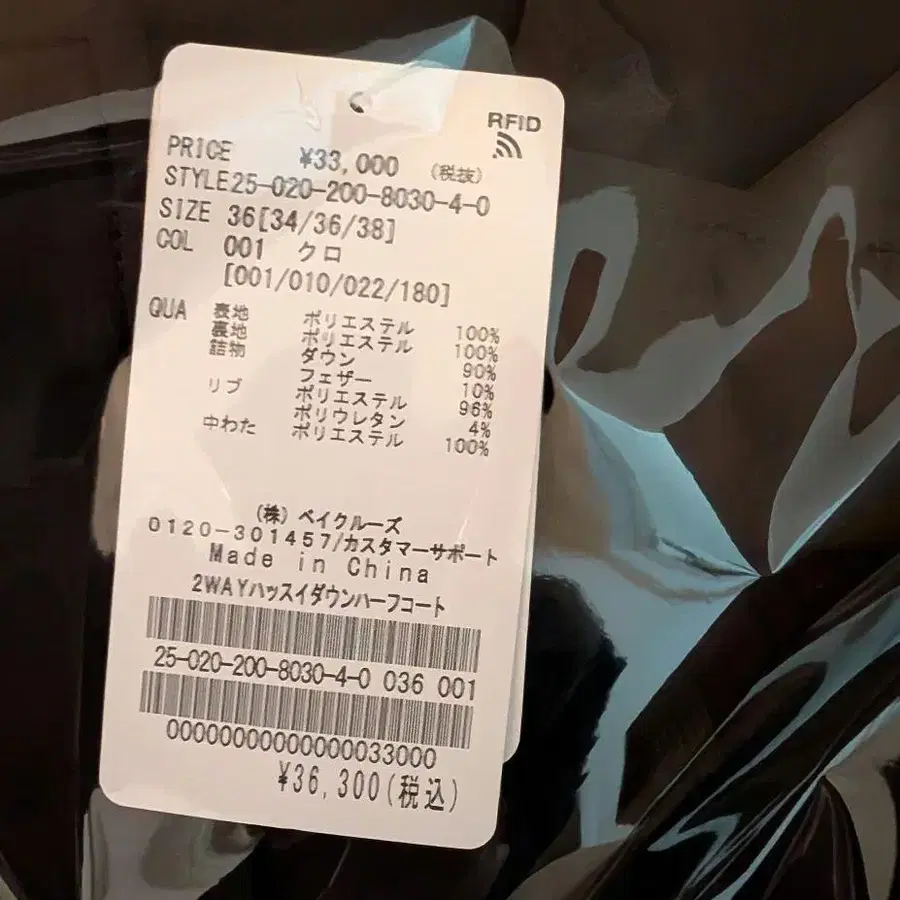 RFID
PRICE ¥33,000 (税抜)
STYLE25-020-200-8030-4-0
SIZE 36[34/36/38]
COL 001 クロ
[001/010/022/180]
QUA 表地 ポリエステル 100%
裏地 ポリエステル 100%
詰物 ダウン 90%
フェザー 10%
リブ ポリエステル 96%
ポリウレタン 4%
中わた ポリエステル 100%
(株) ベイクルーズ
0120-301457/カスタマーサポート
Made in China
2WAYハッスイダウンハーフコート
25-020-200-8030-4-0 036 001
00000000000000033000
¥36,300(税込)